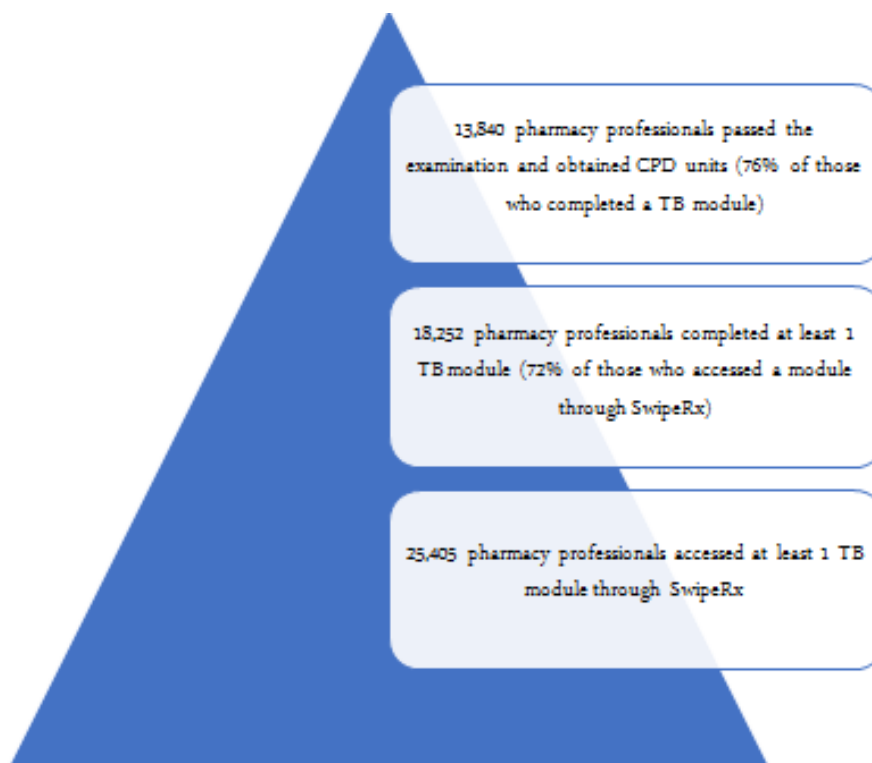 13,840 pharmacy professionals passed the
examination and obtained CPD units (76% of those
who completed a TB module)
18,252 pharmacy professionals completed at least 1
TB module (72% of those who accessed a module
through SwipeRx)
25,405 pharmacy professionals accessed at least 1 TB
module through SwipeRx